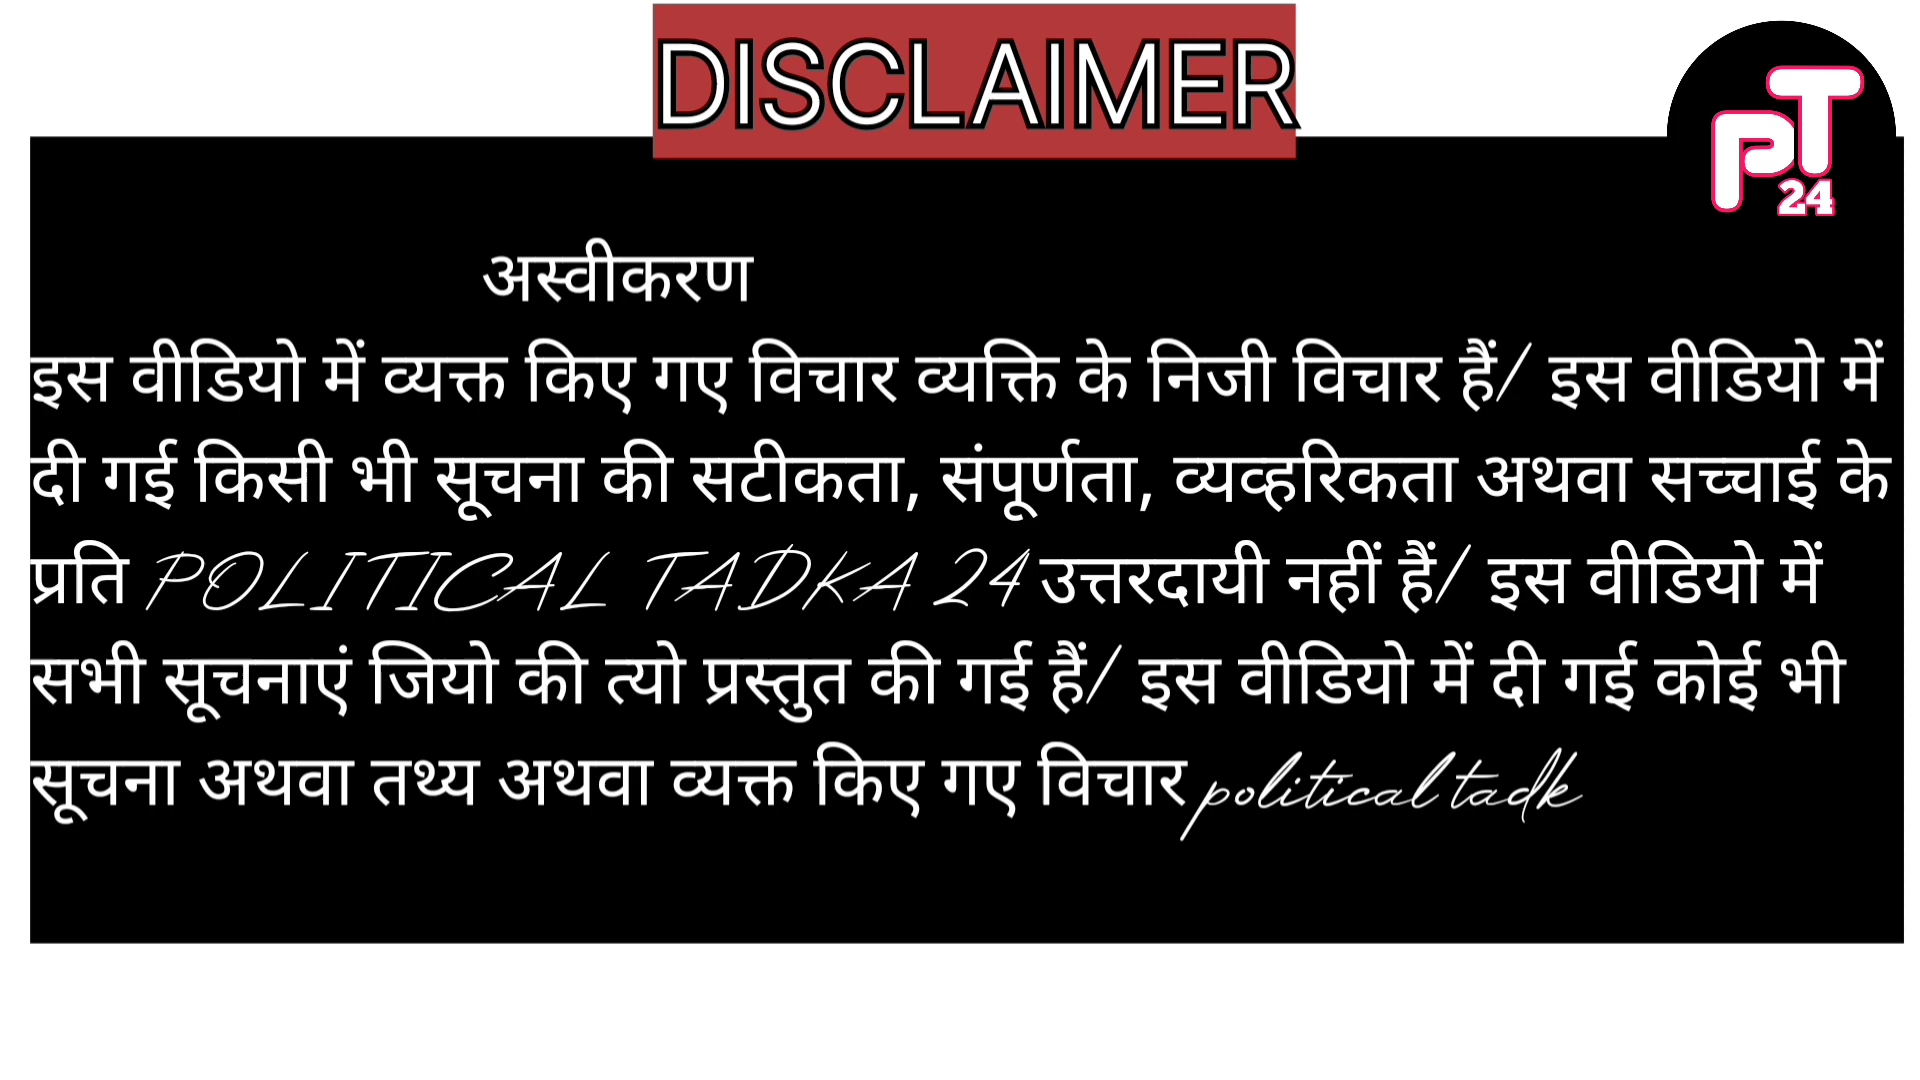 DISCLAIMER
PT
24
अस्वीकरण
इस वीडियो में व्यक्त किए गए विचार व्यक्ति के निजी विचार हैं/ इस वीडियो में
दी गई किसी भी सूचना की सटीकता, संपूर्णता, व्यव्हरिकता अथवा सच्चाई के
प्रति POLITICAL TADKA 24 उत्तरदायी नहीं हैं/ इस वीडियो में
सभी सूचनाएं जियो की त्यो प्रस्तुत की गई हैं/ इस वीडियो में दी गई कोई भी
सूचना अथवा तथ्य अथवा व्यक्त किए गए विचार political tadk